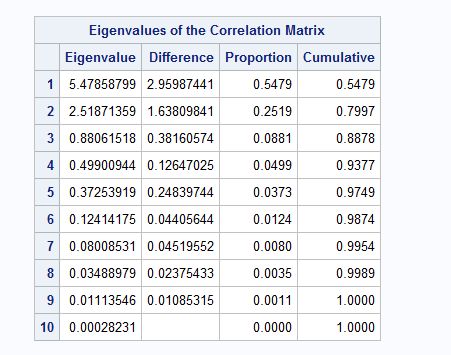 Eigenvalues of the Correlation Matrix
Eigenvalue Difference Proportion Cumulative
1 5.47858799 2.95987441 0.5479 0.5479
2 2.51871359 1.63809841 0.2519 0.7997
3 0.88061518 0.38160574 0.0881 0.8878
4 0.49900944 0.12647025 0.0499 0.9377
5 0.37253919 0.24839744 0.0373 0.9749
6 0.12414175 0.04405644 0.0124 0.9874
7 0.08008531 0.04519552 0.0080 0.9954
8 0.03488979 0.02375433 0.0035 0.9989
9 0.01113546 0.01085315 0.0011 1.0000
10 0.00028231 0.0000 1.0000